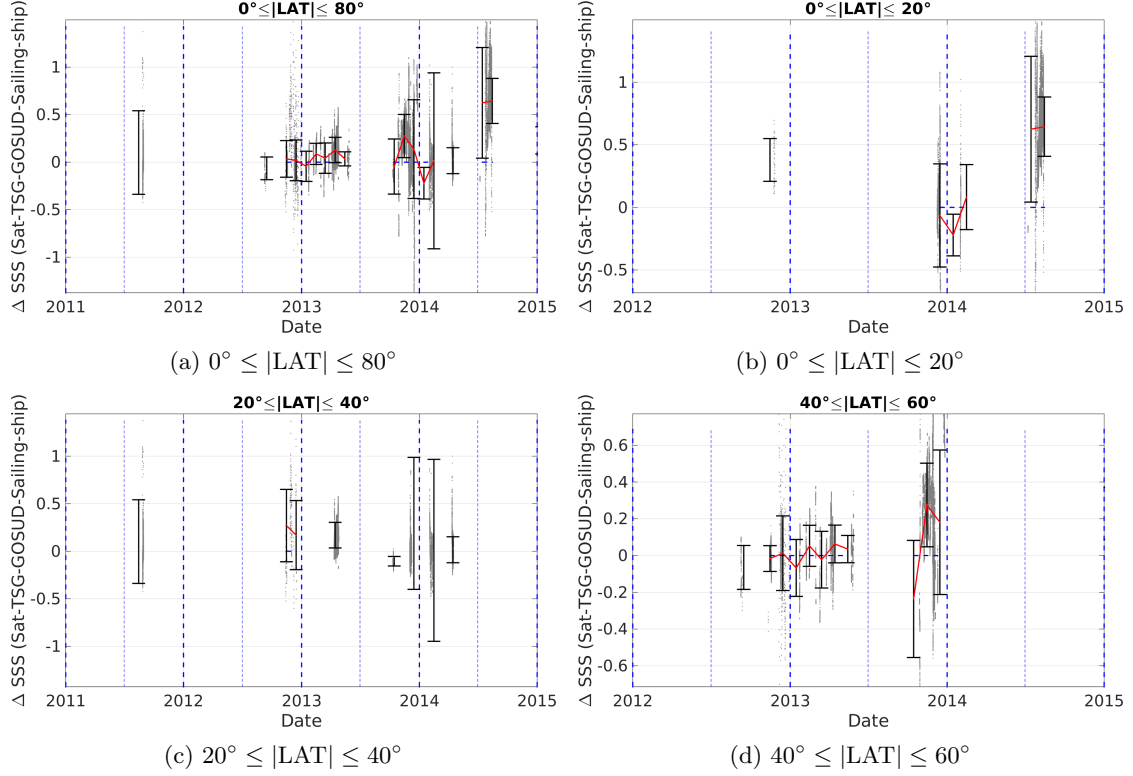 0°≤|LAT|≤ 80°
Δ SSS (Sat-TSG-GOSUD-Sailing-ship)
1
0.5
0
-0.5
-1
2011 2012 2013 2014 2015
Date
(a) 0° ≤ |LAT| ≤ 80°
0°≤|LAT|≤ 20°
Δ SSS (Sat-TSG-GOSUD-Sailing-ship)
1
0.5
0
-0.5
2012 2013 2014 2015
Date
(b) 0° ≤ |LAT| ≤ 20°
20°≤|LAT|≤ 40°
Δ SSS (Sat-TSG-GOSUD-Sailing-ship)
1
0.5
0
-0.5
-1
2011 2012 2013 2014 2015
Date
(c) 20° ≤ |LAT| ≤ 40°
40°≤|LAT|≤ 60°
Δ SSS (Sat-TSG-GOSUD-Sailing-ship)
0.6
0.4
0.2
0
-0.2
-0.4
-0.6
2012 2013 2014 2015
Date
(d) 40° ≤ |LAT| ≤ 60°